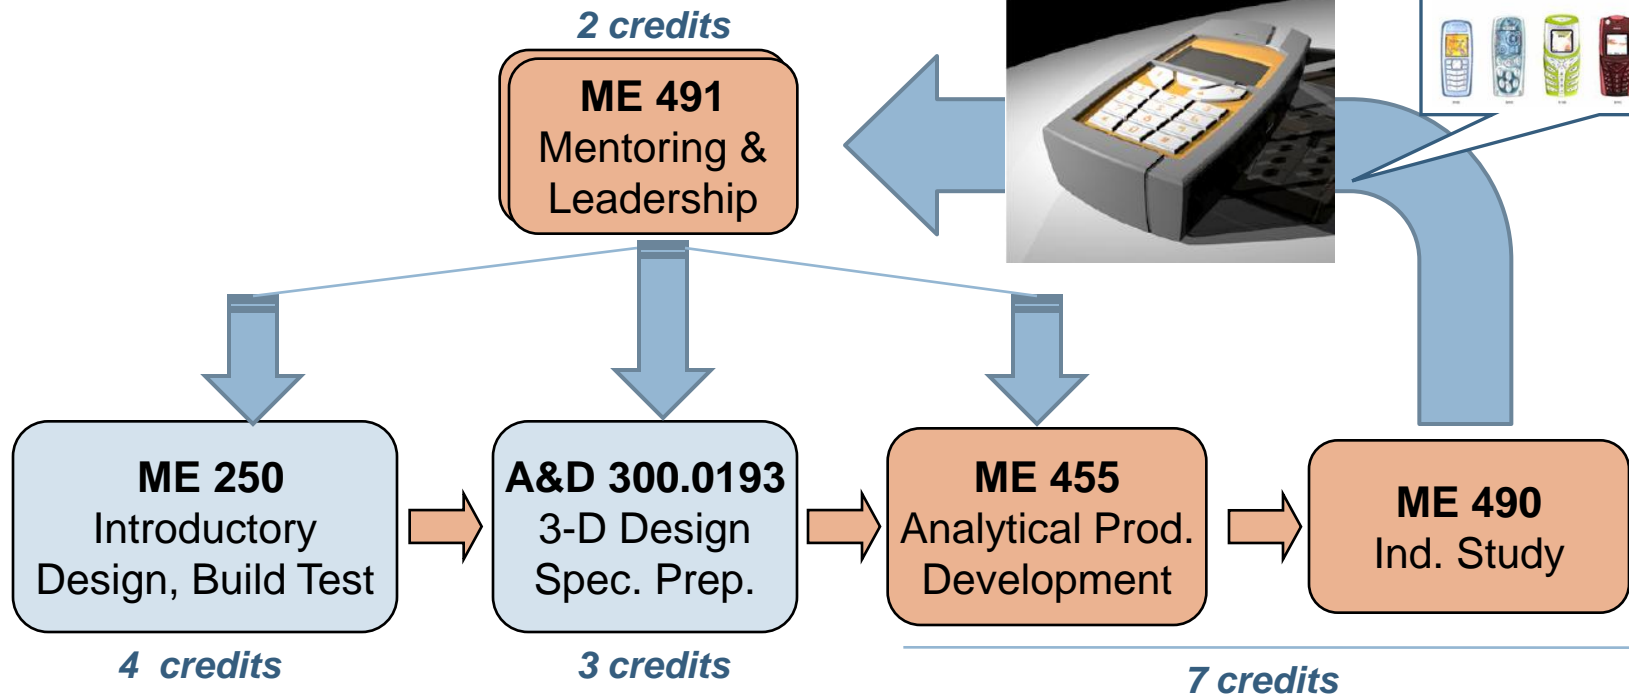 2 credits
ME 491
Mentoring &
Leadership
ME 250
Introductory
Design, Build Test
4 credits
A&D 300.0193
3-D Design
Spec. Prep.
3 credits
ME 455
Analytical Prod.
Development
ME 490
Ind. Study
7 credits